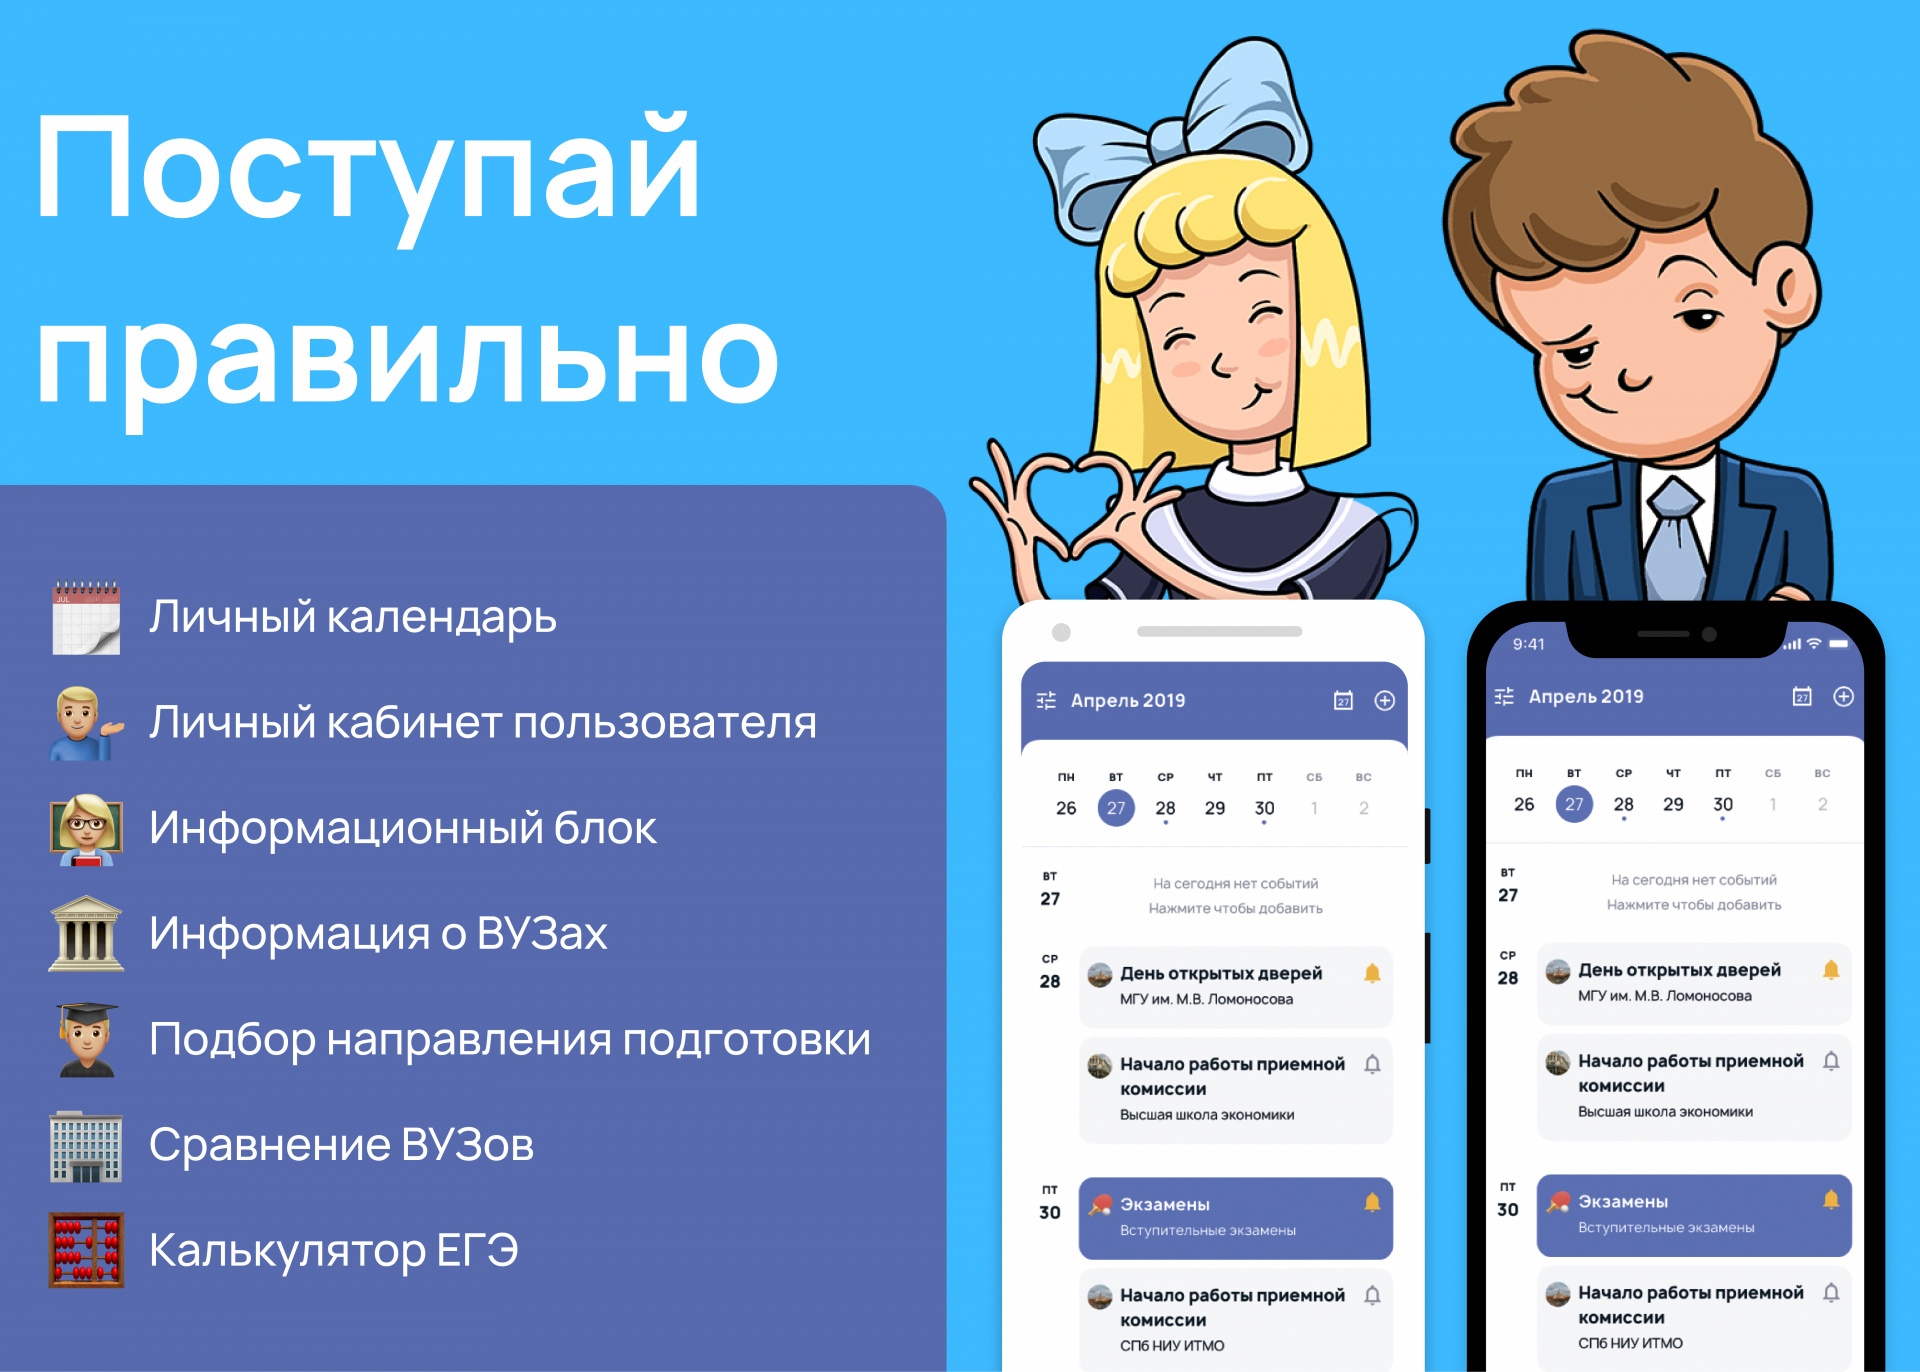 Поступай
правильно
JUL
Личный календарь
Личный кабинет пользователя
Информационный блок
Информация о ВУЗах
Подбор направления подготовки
Сравнение ВУЗов
Калькулятор ЕГЭ
Апрель 2019
27
ПН ВТ СР ЧТ ПТ СБ ВС
26 27 28 29 30 1 2
ВТ
27
На сегодня нет событий
Нажмите чтобы добавить
СР
28
День открытых дверей
МГУ им. М.В. Ломоносова
Начало работы приемной
комиссии
Высшая школа экономики
ПТ
30
Экзамены
Вступительные экзамены
Начало работы приемной
комиссии
СПб НИУ ИТМО
9:41
Апрель 2019
27
ПН ВТ СР ЧТ ПТ СБ ВС
26 27 28 29 30 1 2
ВТ
27
На сегодня нет событий
Нажмите чтобы добавить
СР
28
День открытых дверей
МГУ им. М.В. Ломоносова
Начало работы приемной
комиссии
Высшая школа экономики
ПТ
30
Экзамены
Вступительные экзамены
Начало работы приемной
комиссии
СПб НИУ ИТМО